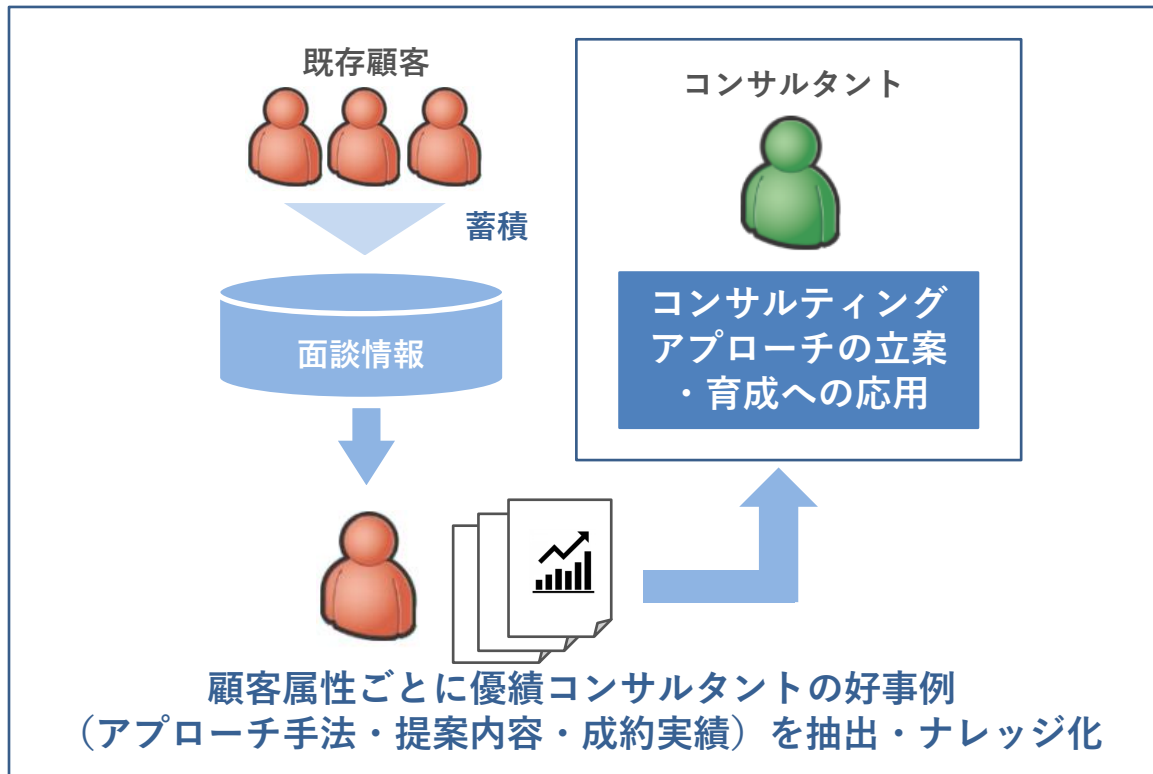 既存顧客
蓄積
面談情報
コンサルタント
コンサルティング
アプローチの立案
・育成への応用
顧客属性ごとに優績コンサルタントの好事例
（アプローチ手法・提案内容・成約実績）を抽出・ナレッジ化